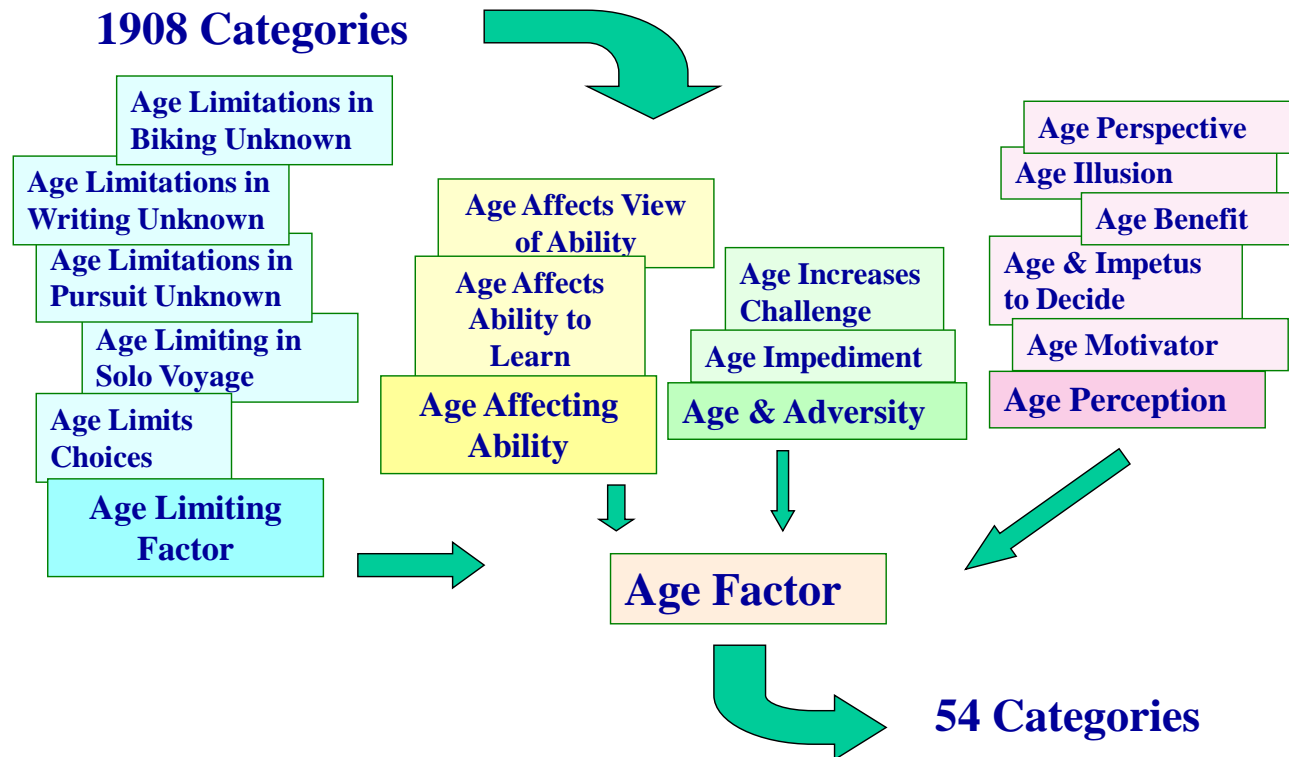 1908 Categories
Age Limitations in
Biking Unknown
Age Limitations in
Writing Unknown
Age Limitations in
Pursuit Unknown
Age Limiting in
Solo Voyage
Age Limits
Choices
Age Limiting
Factor
Age Affects View
of Ability
Age Affects
Ability to
Learn
Age Affecting
Ability
Age Increases
Challenge
Age Impediment
Age & Adversity
Age Perspective
Age Illusion
Age Benefit
Age & Impetus
to Decide
Age Motivator
Age Perception
Age Factor
54 Categories